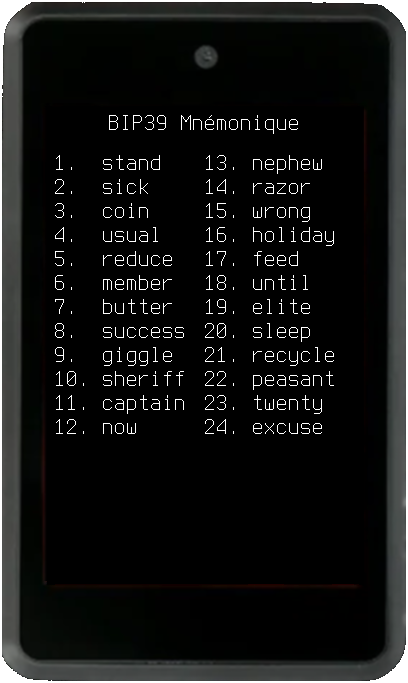 BIP39 Mnémonique
1. stand 13. nephew
2. sick 14. razor
3. coin 15. wrong
4. usual 16. holiday
5. reduce 17. feed
6. member 18. until
7. butter 19. elite
8. success 20. sleep
9. giggle 21. recycle
10. sheriff 22. peasant
11. captain 23. twenty
12. now 24. excuse